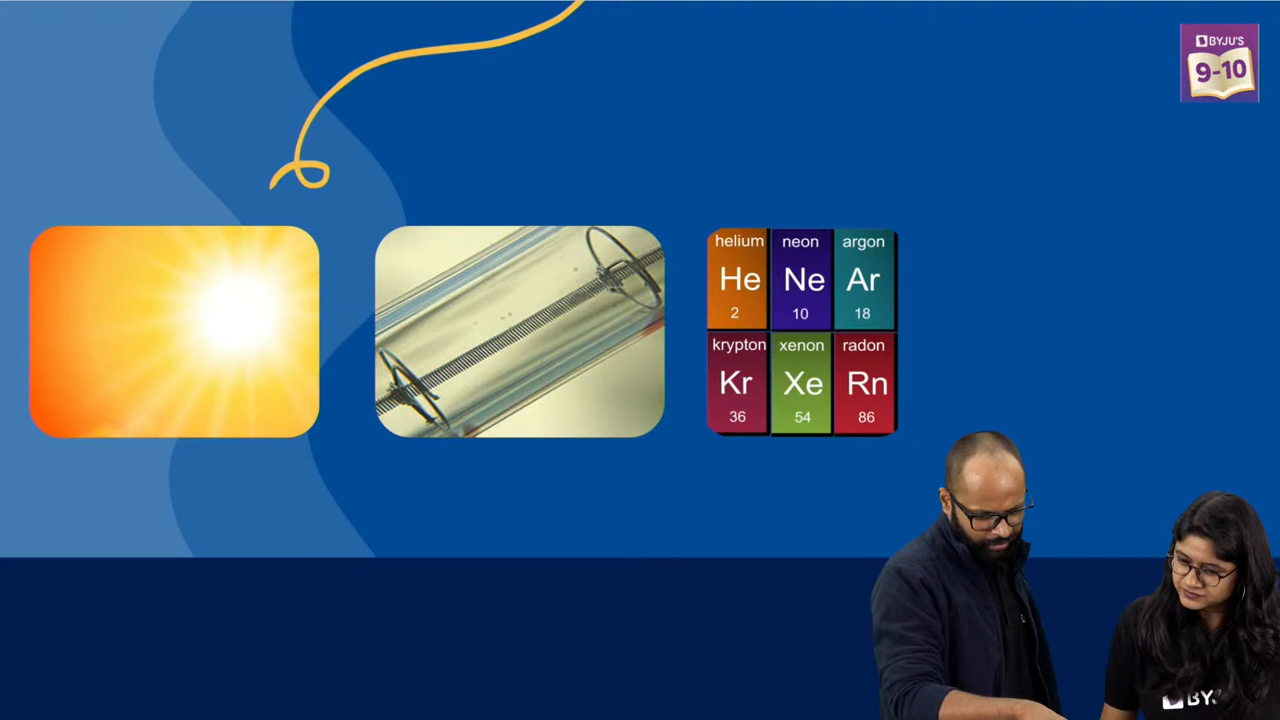 BYJU'S
9-10
helium neon argon
He Ne Ar
2 10 18
krypton xenon radon
Kr Xe Rn
36 54 86